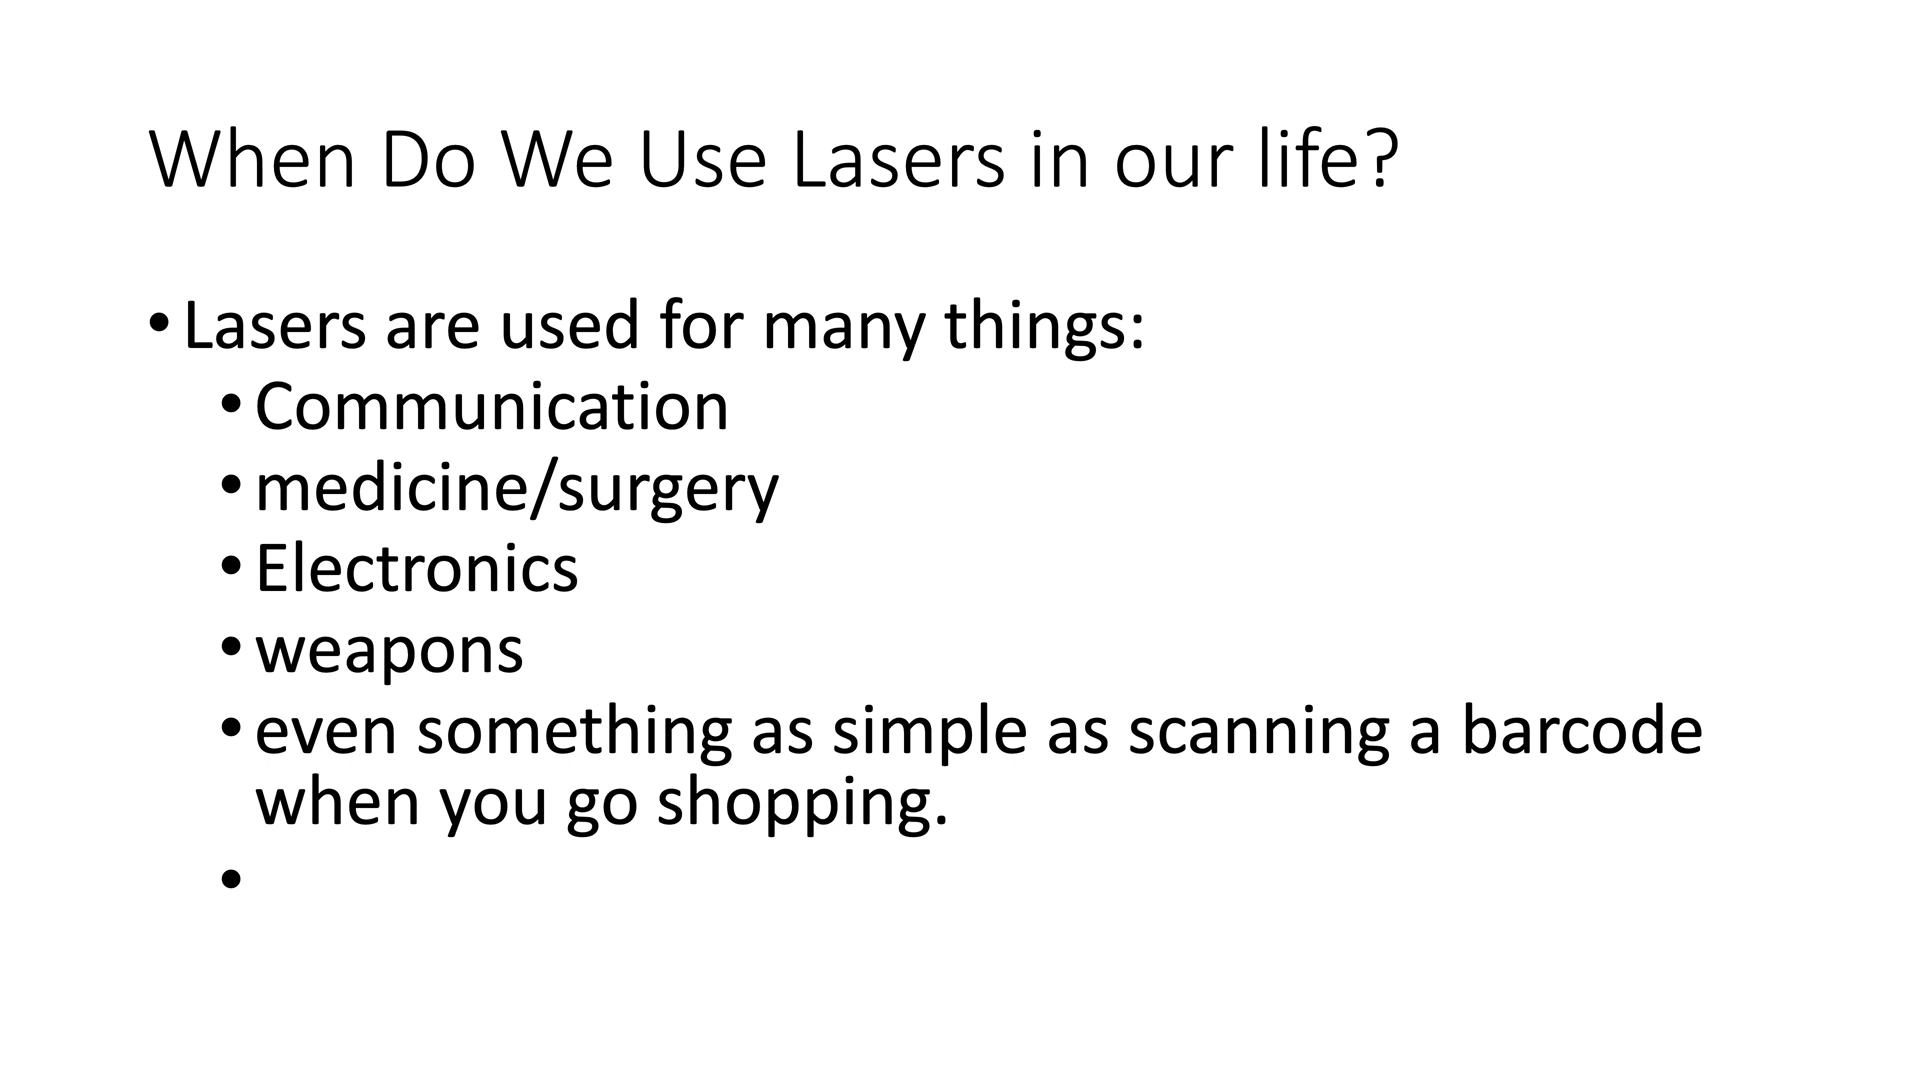 When Do We Use Lasers in our life?
• Lasers are used for many things:
• Communication
• medicine/surgery
• Electronics
• weapons
• even something as simple as scanning a barcode
when you go shopping.
•